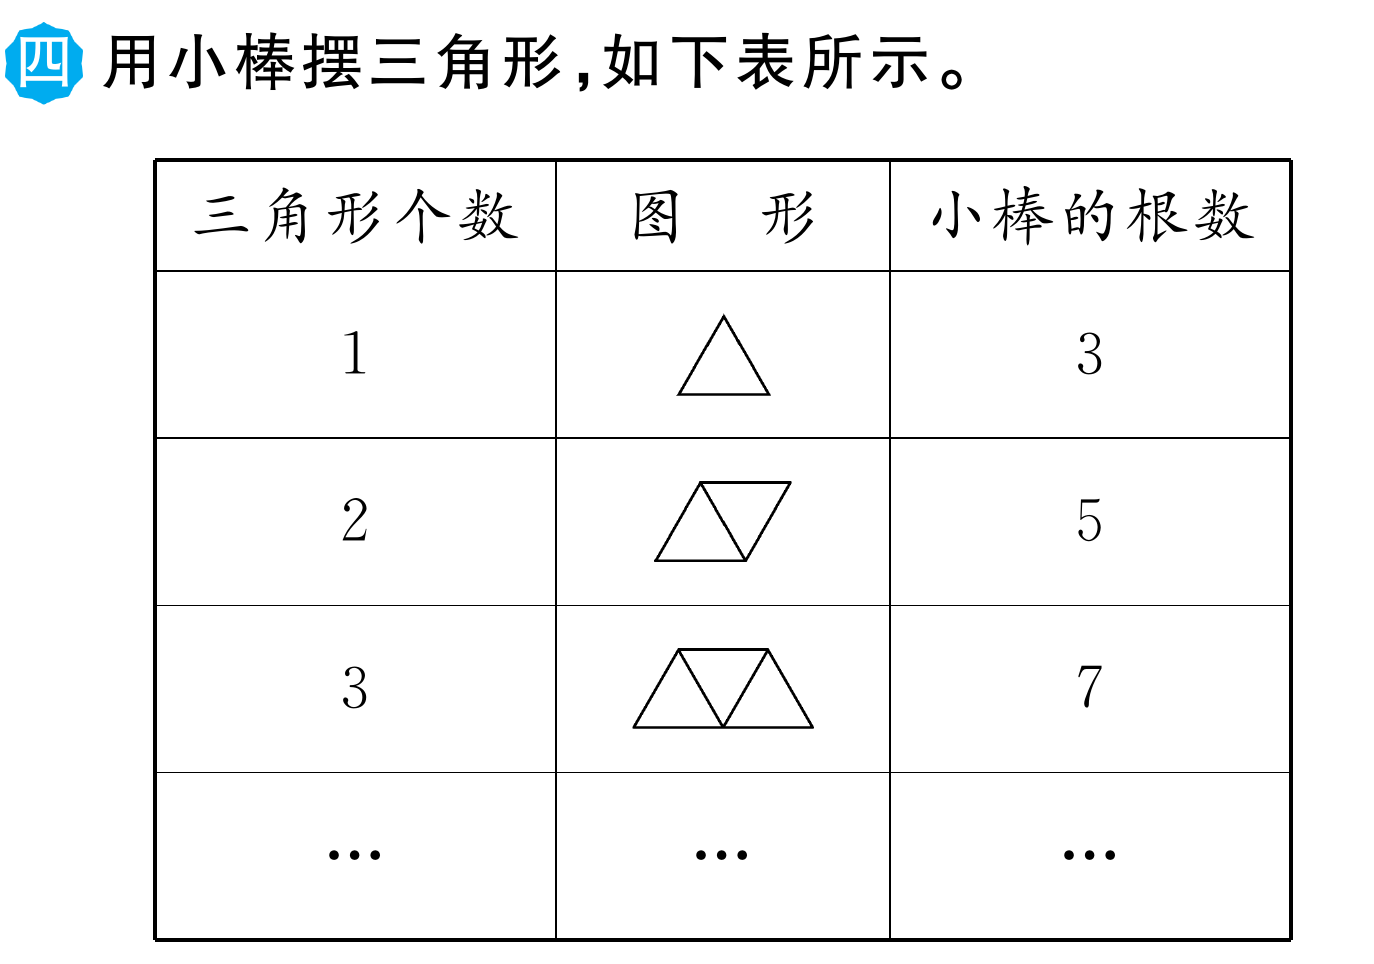 四 用小棒摆三角形,如下表所示。
三角形个数 图 形 小棒的根数
1 3
2 5
3 7
… … …